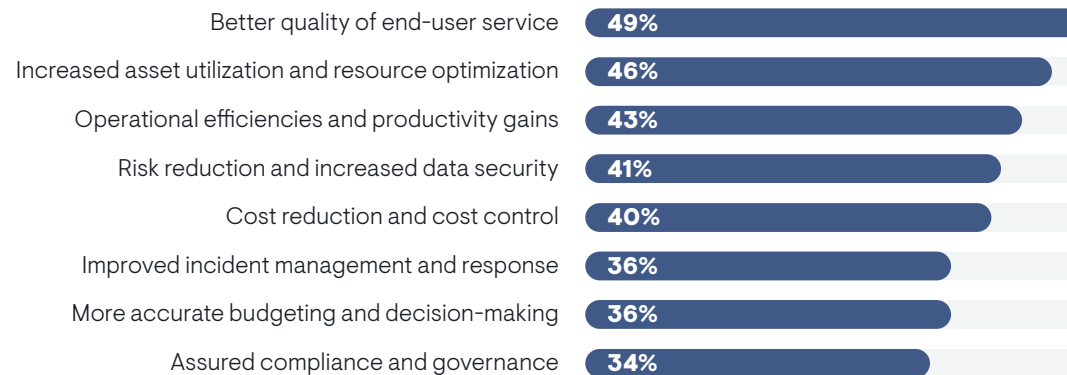 Better quality of end-user service 49%
Increased asset utilization and resource optimization 46%
Operational efficiencies and productivity gains 43%
Risk reduction and increased data security 41%
Cost reduction and cost control 40%
Improved incident management and response 36%
More accurate budgeting and decision-making 36%
Assured compliance and governance 34%